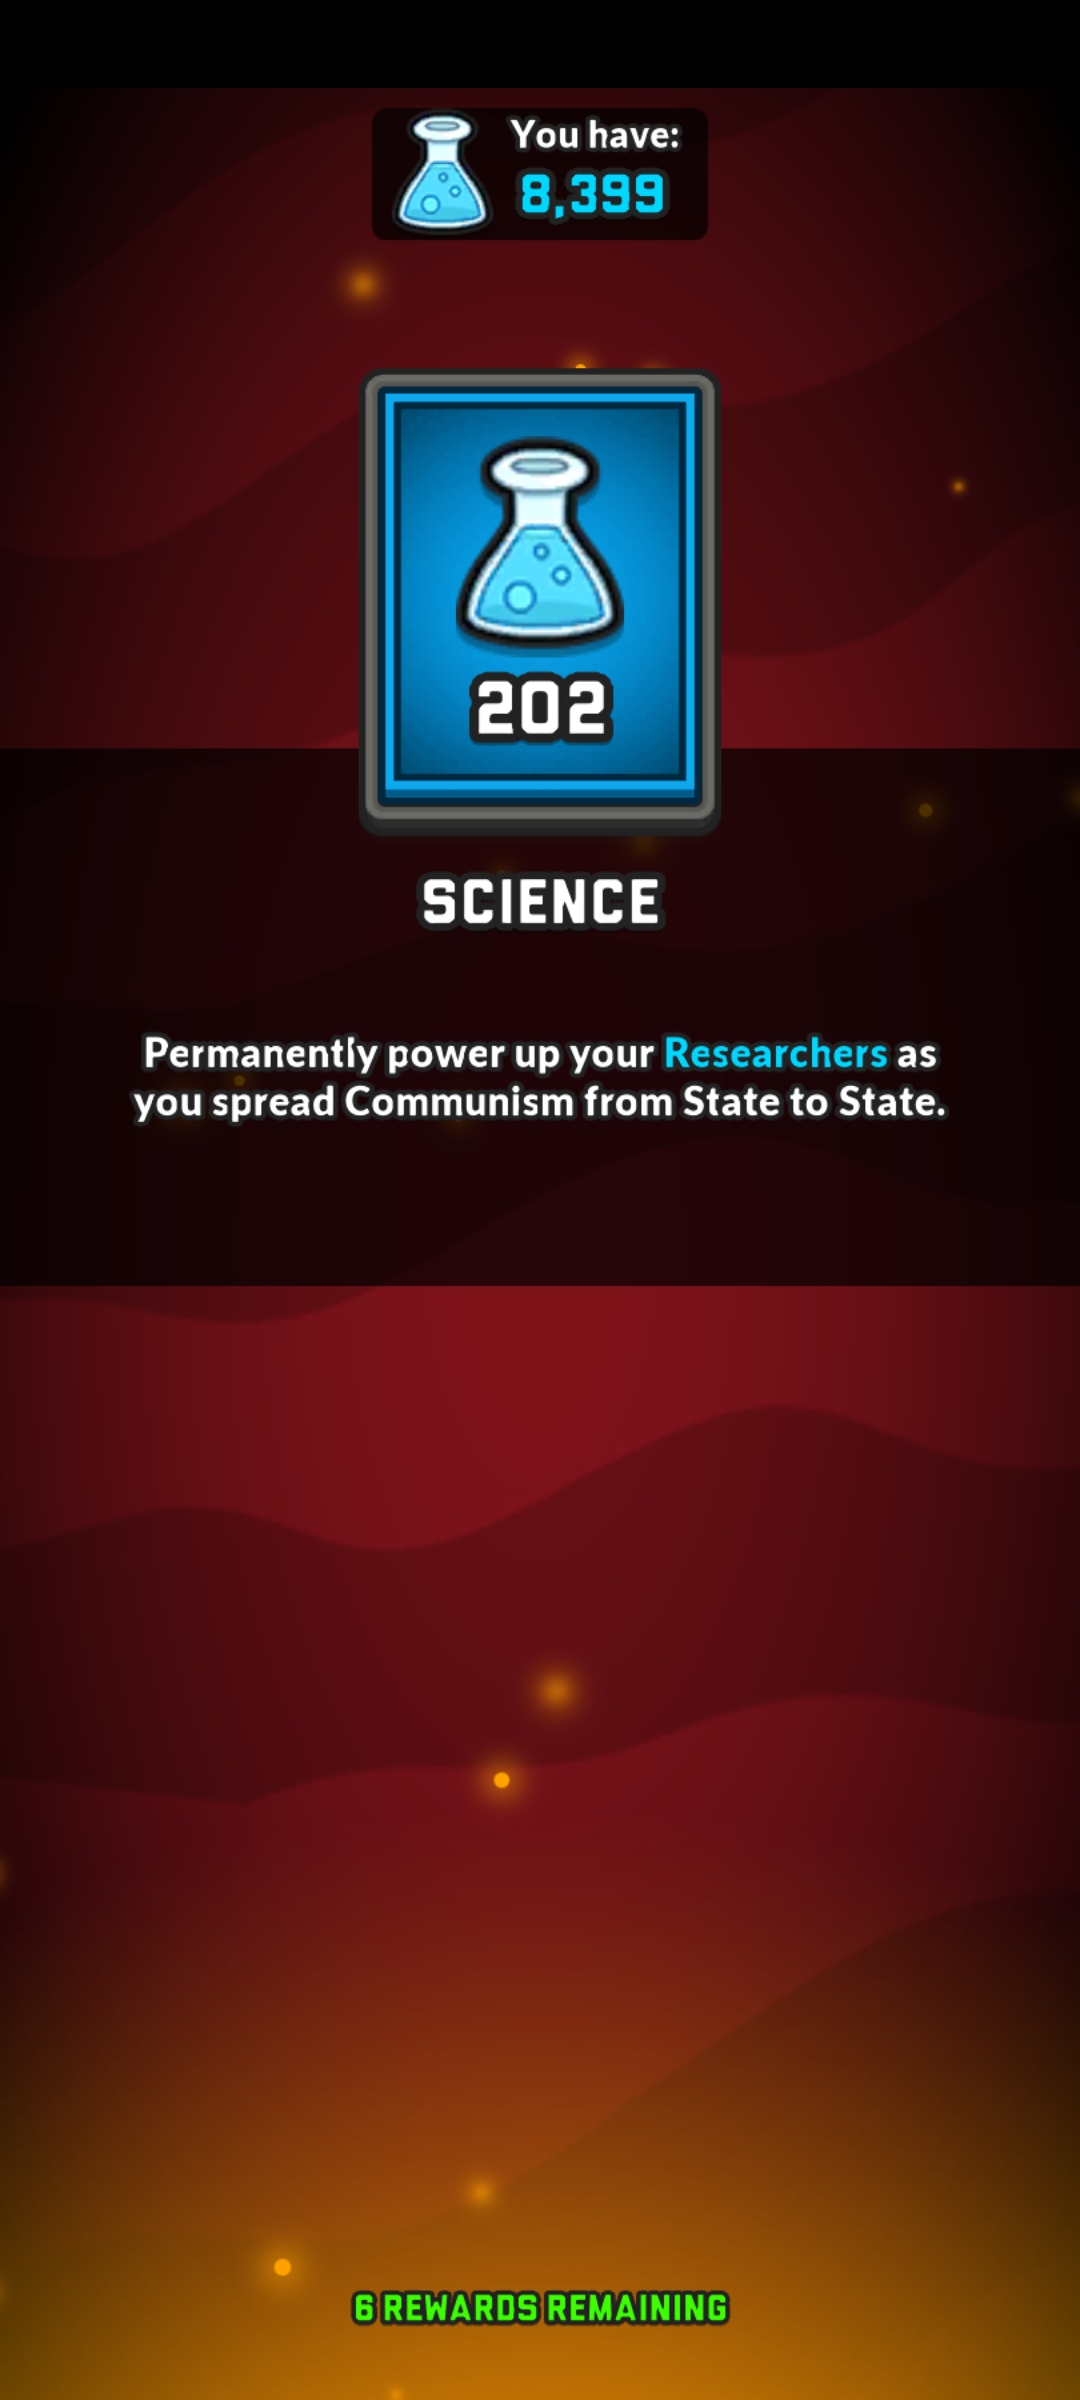 You have:
8,399
202
SCIENCE
Permanently power up your Researchers as
you spread Communism from State to State.
6 REWARDS REMAINING